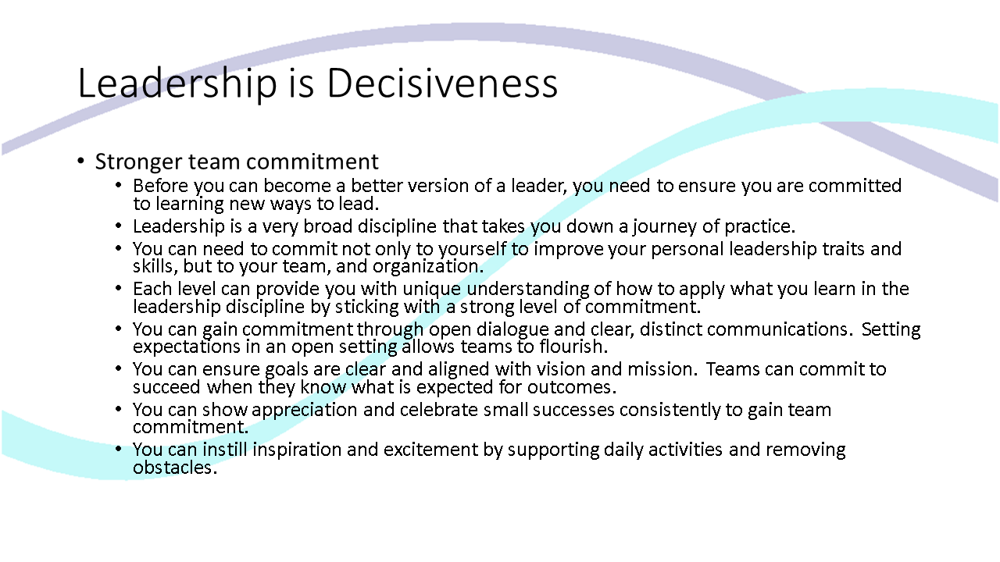 Leadership is Decisiveness
• Stronger team commitment
• Before you can become a better version of a leader, you need to ensure you are committed
to learning new ways to lead.
• Leadership is a very broad discipline that takes you down a journey of practice.
• You can need to commit not only to yourself to improve your personal leadership traits and
skills, but to your team, and organization.
• Each level can provide you with unique understanding of how to apply what you learn in the
leadership discipline by sticking with a strong level of commitment.
• You can gain commitment through open dialogue and clear, distinct communications.  Setting
expectations in an open setting allows teams to flourish.
• You can ensure goals are clear and aligned with vision and mission.  Teams can commit to
succeed when they know what is expected for outcomes.
• You can show appreciation and celebrate small successes consistently to gain team
commitment.
• You can instill inspiration and excitement by supporting daily activities and removing
obstacles.